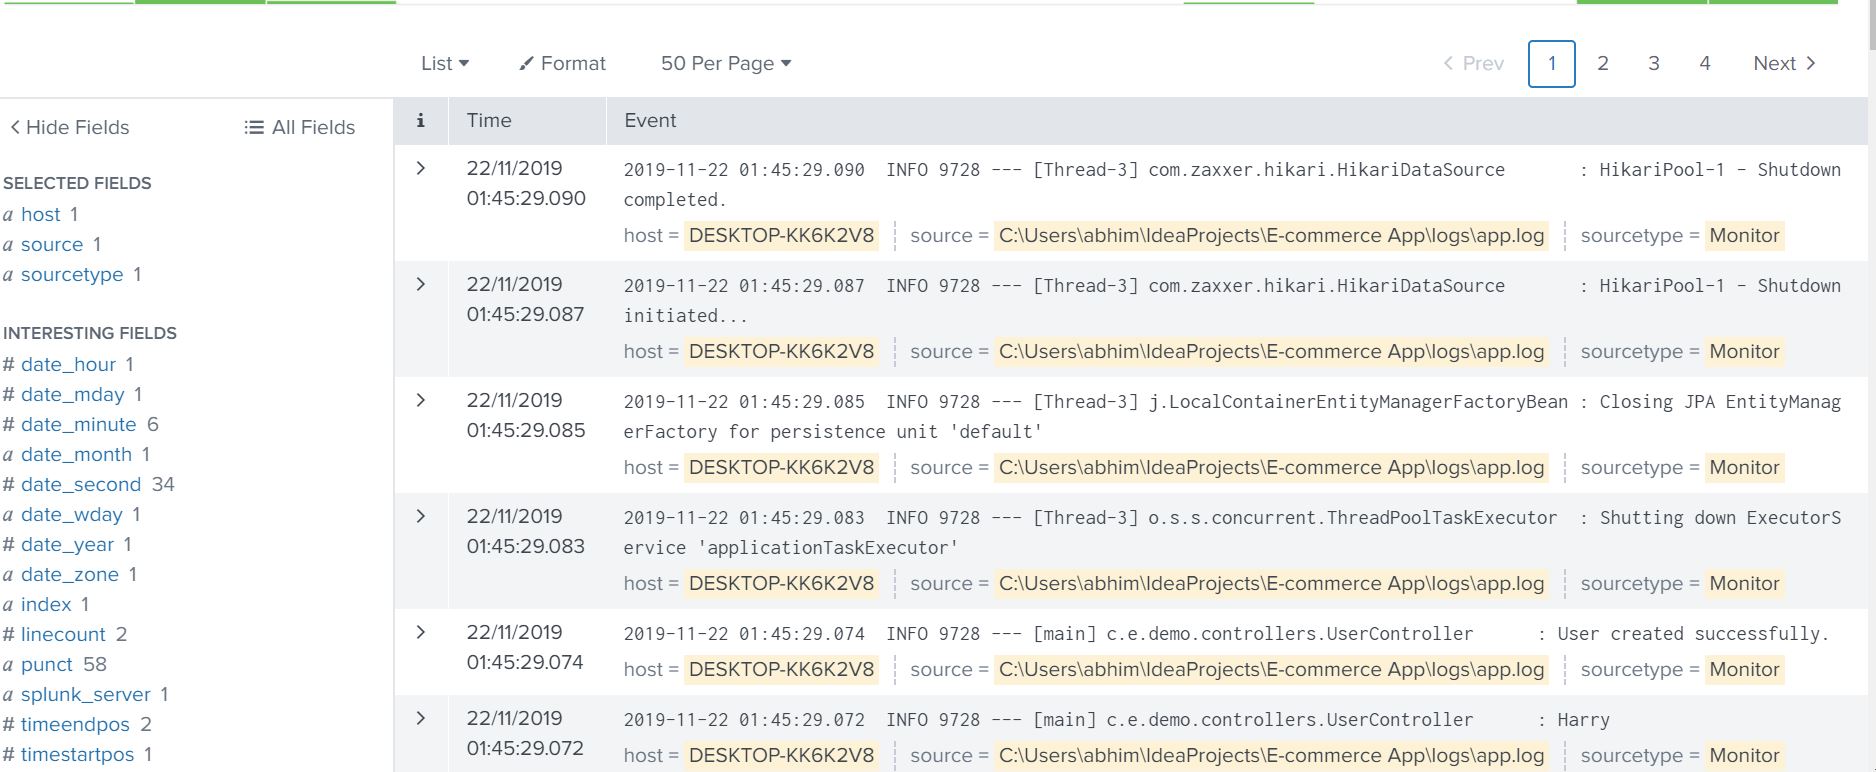 List Format 50 Per Page Prev 1 2 3 4 Next
Hide Fields All Fields
SELECTED FIELDS
a host 1
a source 1
a sourcetype 1
INTERESTING FIELDS
# date_hour 1
# date_mday 1
# date_minute 6
a date_month 1
# date_second 34
a date_wday 1
# date_year 1
a date_zone 1
a index 1
# linecount 2
a punct 58
a splunk_server 1
# timeendpos 2
# timestartpos 1
i Time Event
22/11/2019
01:45:29.090
2019-11-22 01:45:29.090  INFO 9728 --- [Thread-3] com.zaxxer.hikari.HikariDataSource       : HikariPool-1 - Shutdown
completed.
host = DESKTOP-KK6K2V8 source = C:\Users\abhim\IdeaProjects\E-commerce App\logs\app.log sourcetype = Monitor
22/11/2019
01:45:29.087
2019-11-22 01:45:29.087  INFO 9728 --- [Thread-3] com.zaxxer.hikari.HikariDataSource       : HikariPool-1 - Shutdown
initiated...
host = DESKTOP-KK6K2V8 source = C:\Users\abhim\IdeaProjects\E-commerce App\logs\app.log sourcetype = Monitor
22/11/2019
01:45:29.085
2019-11-22 01:45:29.085  INFO 9728 --- [Thread-3] j.LocalContainerEntityManagerFactoryBean : Closing JPA EntityManag
erFactory for persistence unit 'default'
host = DESKTOP-KK6K2V8 source = C:\Users\abhim\IdeaProjects\E-commerce App\logs\app.log sourcetype = Monitor
22/11/2019
01:45:29.083
2019-11-22 01:45:29.083  INFO 9728 --- [Thread-3] o.s.s.concurrent.ThreadPoolTaskExecutor  : Shutting down ExecutorS
ervice 'applicationTaskExecutor'
host = DESKTOP-KK6K2V8 source = C:\Users\abhim\IdeaProjects\E-commerce App\logs\app.log sourcetype = Monitor
22/11/2019
01:45:29.074
2019-11-22 01:45:29.074  INFO 9728 --- [main] c.e.demo.controllers.UserController      : User created successfully.
host = DESKTOP-KK6K2V8 source = C:\Users\abhim\IdeaProjects\E-commerce App\logs\app.log sourcetype = Monitor
22/11/2019
01:45:29.072
2019-11-22 01:45:29.072  INFO 9728 --- [main] c.e.demo.controllers.UserController      : Harry
host = DESKTOP-KK6K2V8 source = C:\Users\abhim\IdeaProjects\E-commerce App\logs\app.log sourcetype = Monitor